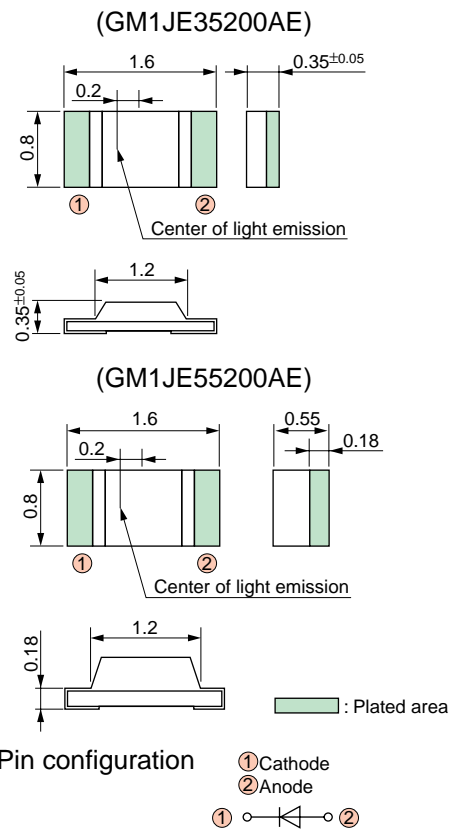 (GM1JE35200AE)
1.6
0.35±0.05
0.2
0.8
① ②
Center of light emission
1.2
0.35±0.05
(GM1JE55200AE)
1.6
0.55
0.2
0.18
0.8
① ②
Center of light emission
1.2
0.18
: Plated area
Pin configuration
①Cathode
②Anode
① ②